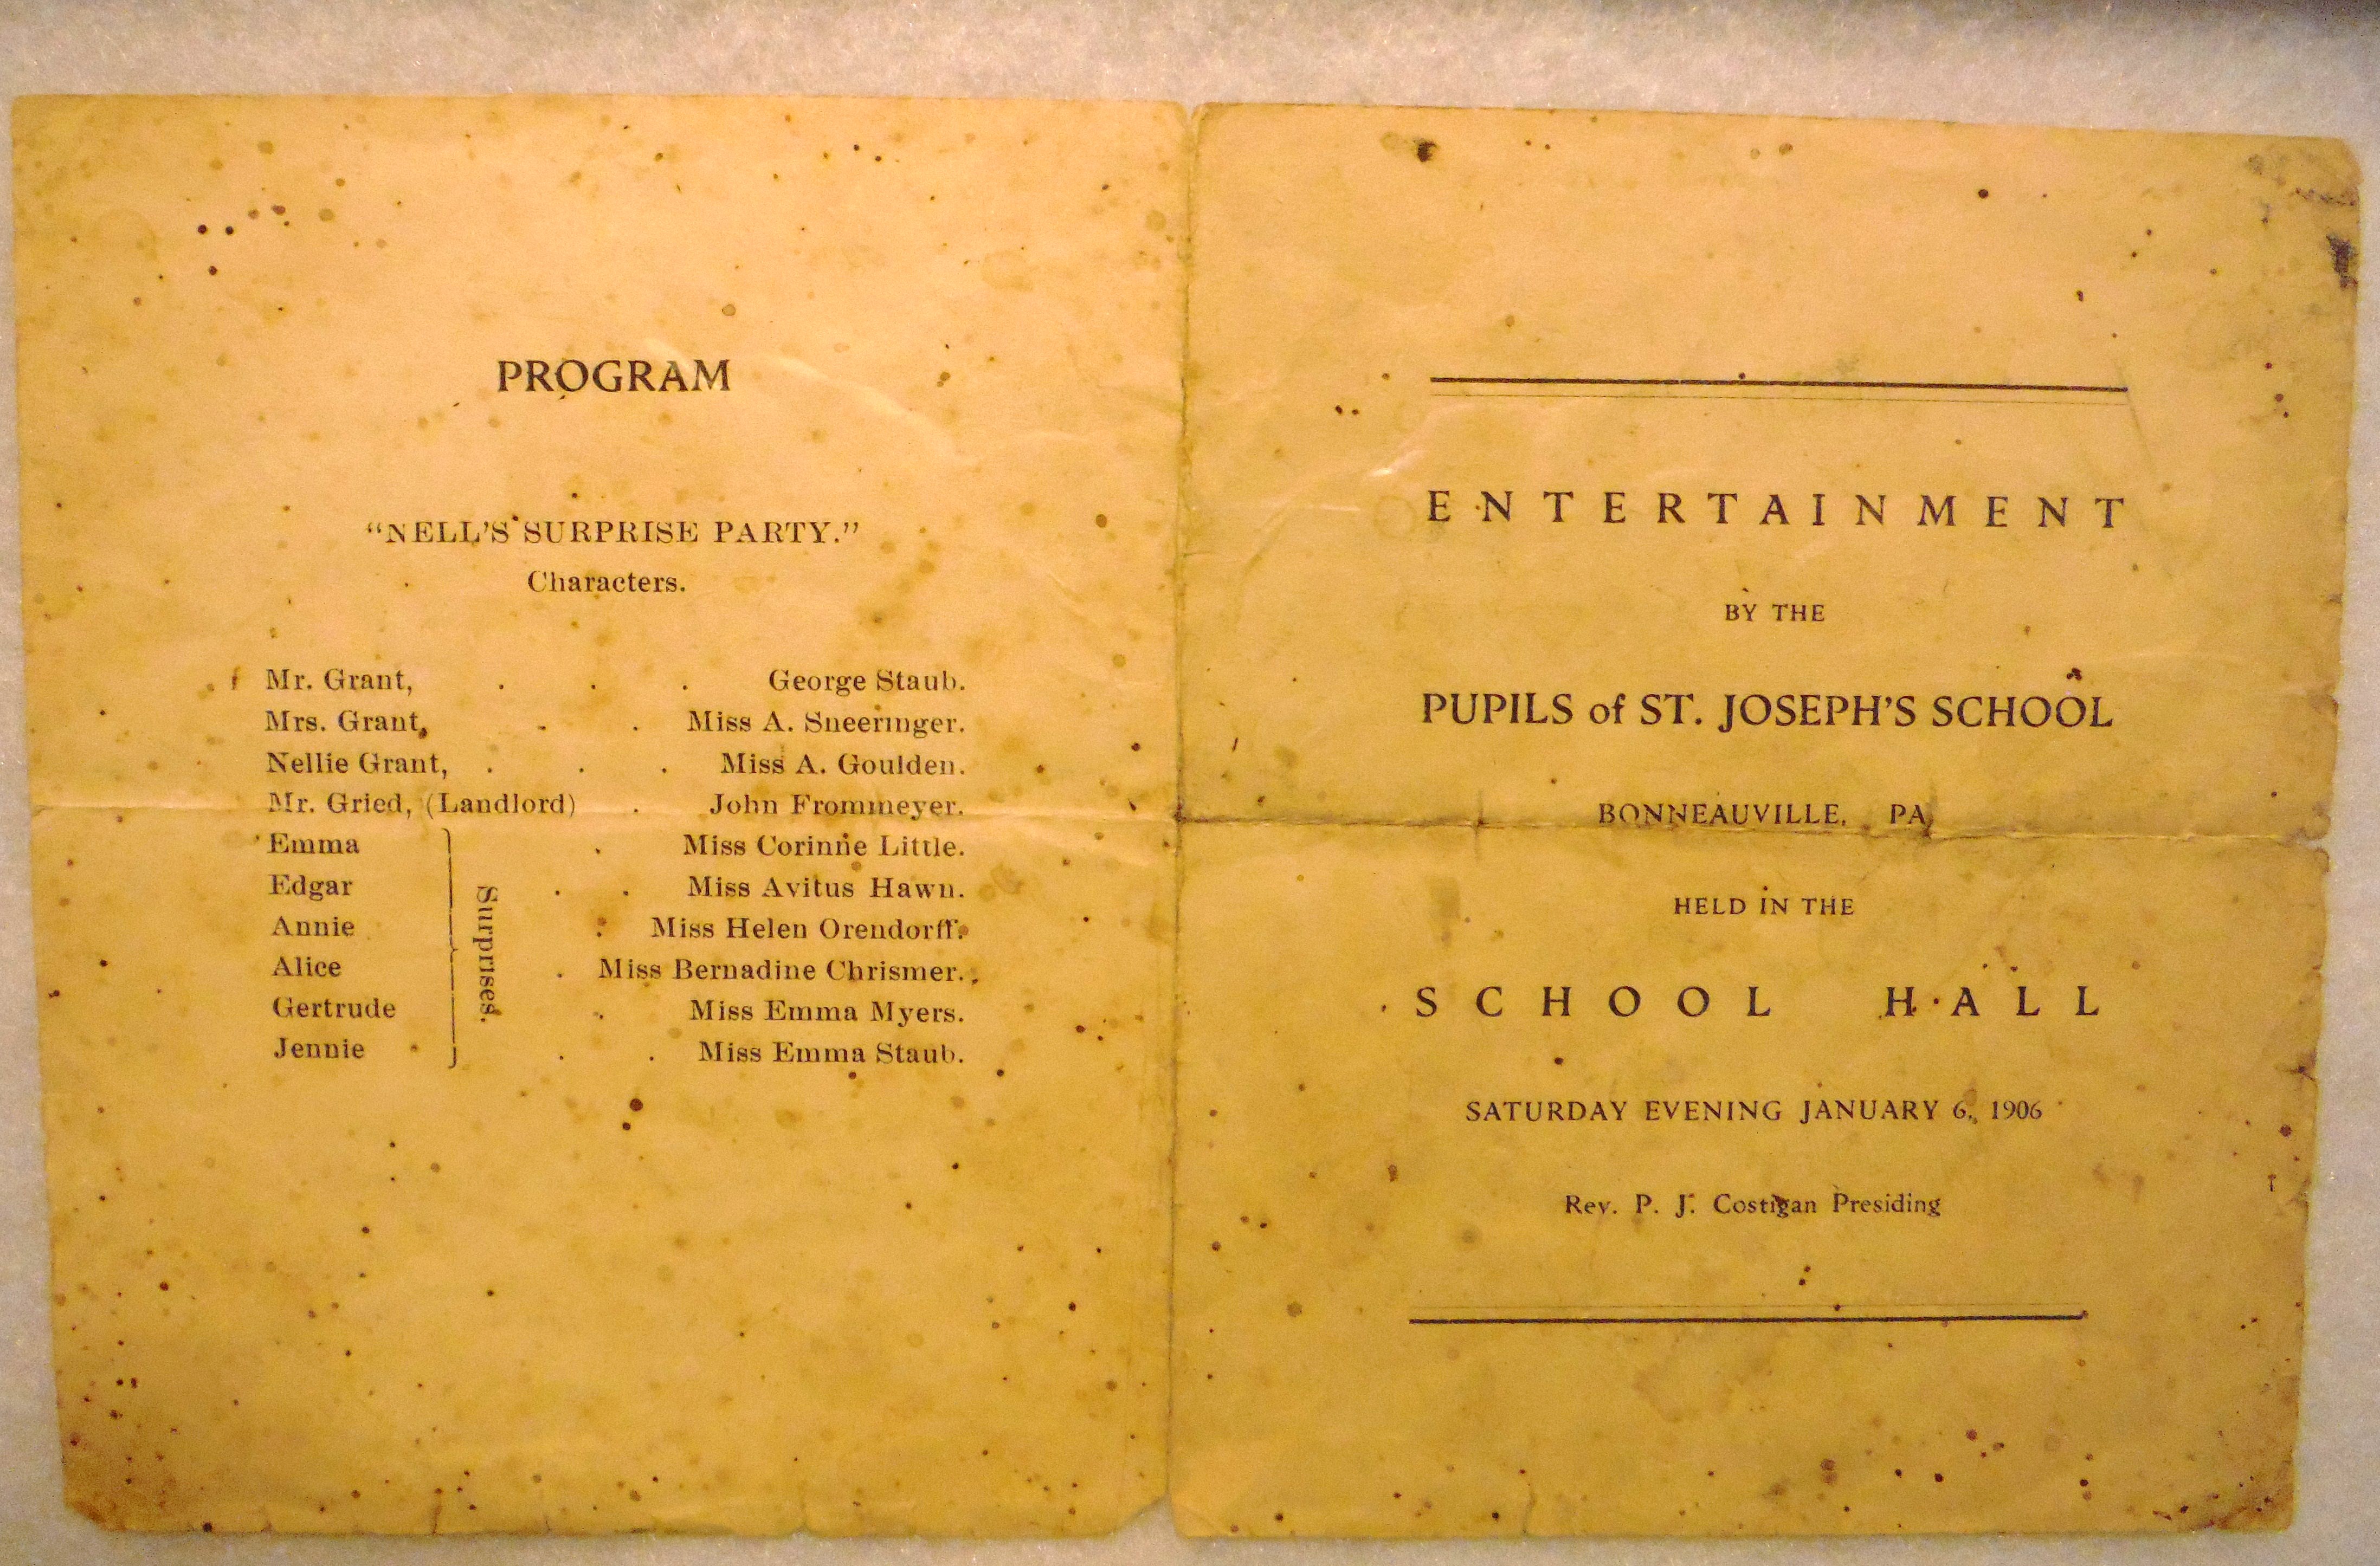 PROGRAM
"NELL'S SURPRISE PARTY."
Characters.
Mr. Grant, . . . George Staub.
Mrs. Grant, . . Miss A. Sneeringer.
Nellie Grant, . . . Miss A. Goulden.
Mr. Gried, (Landlord) . John Frommeyer.
Emma . Miss Corinne Little.
Edgar . . Miss Avitus Hawn.
Annie . Miss Helen Orendorff.
Alice . Miss Bernadine Chrismer.
Gertrude . Miss Emma Myers.
Jennie . . Miss Emma Staub.
Surprises.
ENTERTAINMENT
BY THE
PUPILS of ST. JOSEPH'S SCHOOL
BONNEAUVILLE, PA
HELD IN THE
SCHOOL HALL
SATURDAY EVENING JANUARY 6, 1906
Rev. P. J. Costigan Presiding